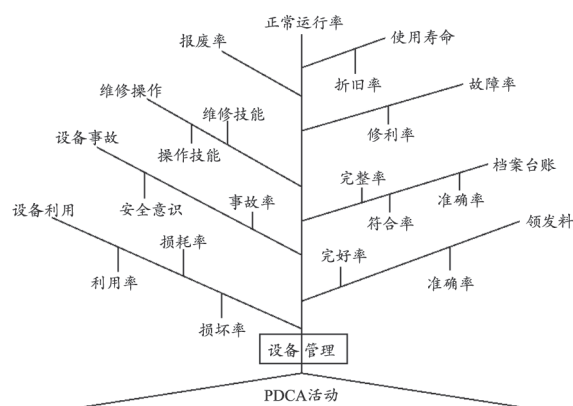 正常运行率
报废率
使用寿命
折旧率
维修操作
故障率
维修技能
修利率
设备事故
操作技能
完整率
档案台账
安全意识
事故率
符合率
准确率
设备利用
领发料
损耗率
完好率
利用率
准确率
损坏率
设备管理
PDCA活动